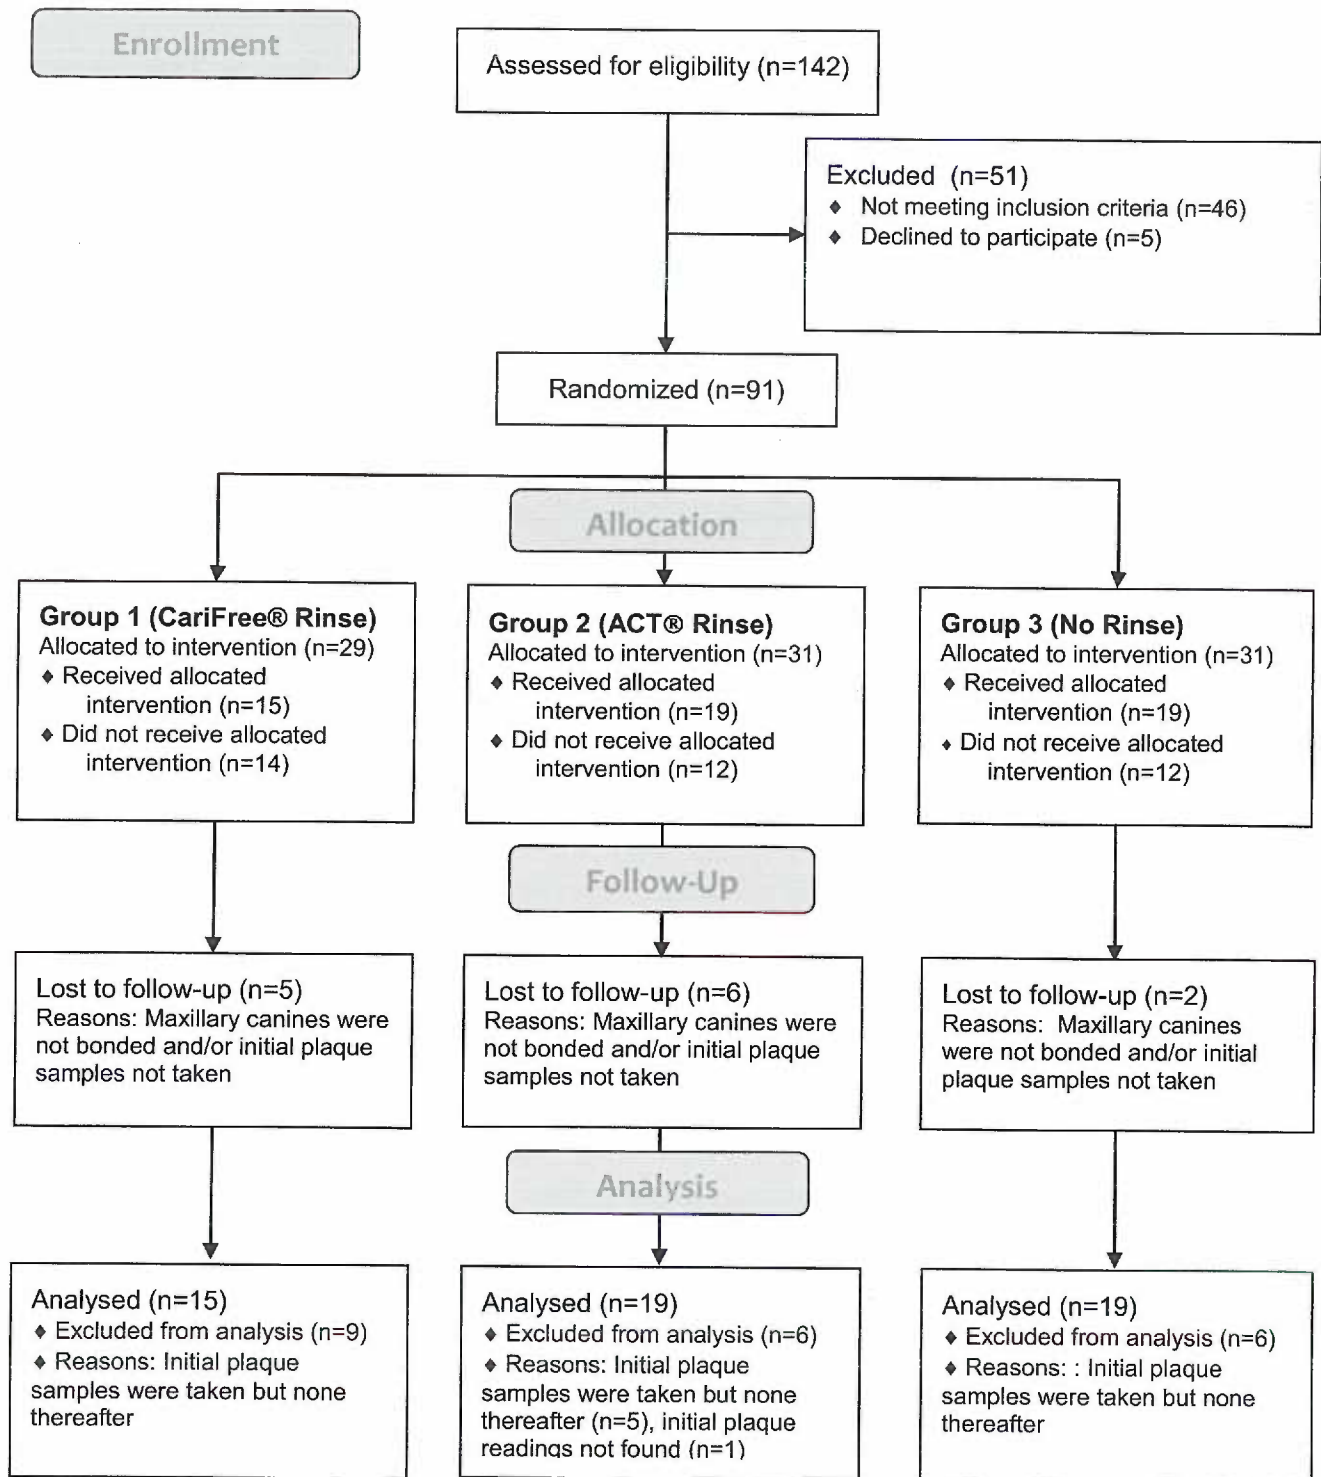 Enrollment
Assessed for eligibility (n=142)
Excluded (n=51)
♦ Not meeting inclusion criteria (n=46)
♦ Declined to participate (n=5)
Randomized (n=91)
Allocation
Group 1 (CariFree® Rinse)
Allocated to intervention (n=29)
♦ Received allocated
intervention (n=15)
♦ Did not receive allocated
intervention (n=14)
Group 2 (ACT® Rinse)
Allocated to intervention (n=31)
♦ Received allocated
intervention (n=19)
♦ Did not receive allocated
intervention (n=12)
Group 3 (No Rinse)
Allocated to intervention (n=31)
♦ Received allocated
intervention (n=19)
♦ Did not receive allocated
intervention (n=12)
Follow-Up
Lost to follow-up (n=5)
Reasons: Maxillary canines were
not bonded and/or initial plaque
samples not taken
Lost to follow-up (n=6)
Reasons: Maxillary canines were
not bonded and/or initial plaque
samples not taken
Lost to follow-up (n=2)
Reasons: Maxillary canines
were not bonded and/or initial
plaque samples not taken
Analysis
Analysed (n=15)
♦ Excluded from analysis (n=9)
♦ Reasons: Initial plaque
samples were taken but none
thereafter
Analysed (n=19)
♦ Excluded from analysis (n=6)
♦ Reasons: Initial plaque
samples were taken but none
thereafter (n=5), initial plaque
readings not found (n=1)
Analysed (n=19)
♦ Excluded from analysis (n=6)
♦ Reasons: : Initial plaque
samples were taken but none
thereafter